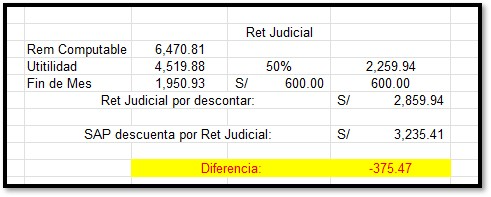 Ret Judicial
Rem Computable 6,470.81
Utitilidad 4,519.88 50% 2,259.94
Fin de Mes 1,950.93 S/ 600.00 600.00
Ret Judicial por descontar: S/ 2,859.94
SAP descuenta por Ret Judicial: S/ 3,235.41
Diferencia: -375.47